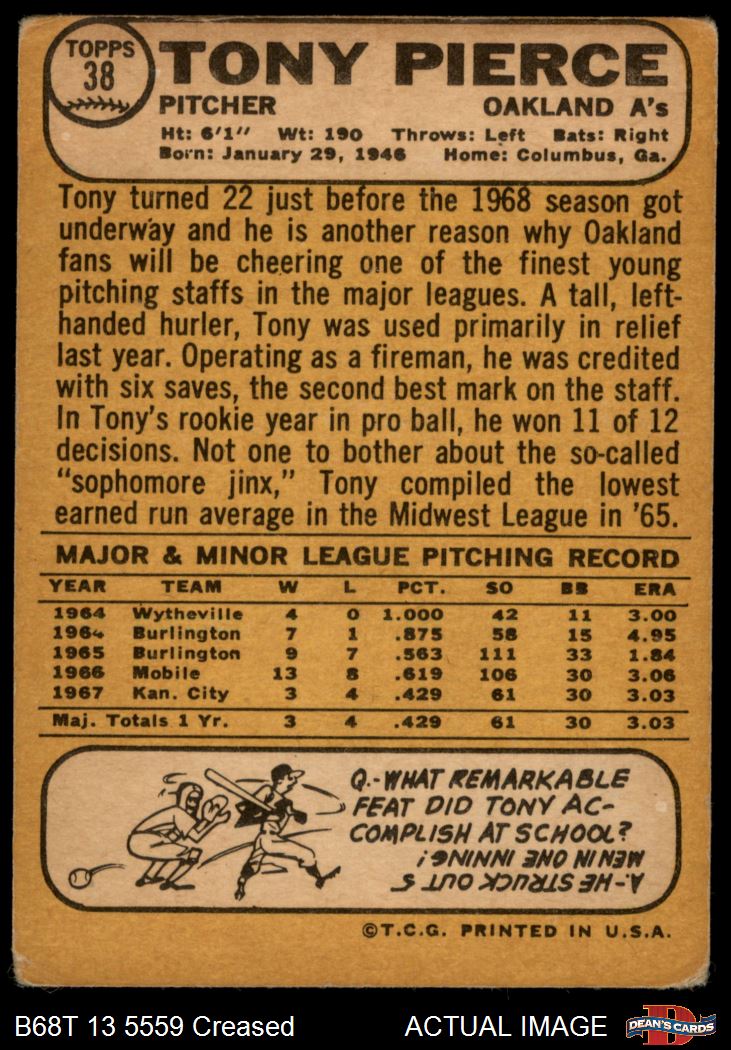 TOPPS
38
TONY PIERCE
PITCHER OAKLAND A's
Ht: 6'1" Wt: 190 Throws: Left Bats: Right
Born: January 29, 1946 Home: Columbus, Ga.
Tony turned 22 just before the 1968 season got
underway and he is another reason why Oakland
fans will be cheering one of the finest young
pitching staffs in the major leagues. A tall, left-
handed hurler, Tony was used primarily in relief
last year. Operating as a fireman, he was credited
with six saves, the second best mark on the staff.
In Tony's rookie year in pro ball, he won 11 of 12
decisions. Not one to bother about the so-called
"sophomore jinx," Tony compiled the lowest
earned run average in the Midwest League in '65.
MAJOR & MINOR LEAGUE PITCHING RECORD
YEAR TEAM W L PCT. SO BB ERA
1964 Wytheville 4 0 1.000 42 11 3.00
1964 Burlington 7 1 .875 58 15 4.95
1965 Burlington 9 7 .563 111 33 1.84
1966 Mobile 13 8 .619 106 30 3.06
1967 Kan. City 3 4 .429 61 30 3.03
Maj. Totals 1 Yr. 3 4 .429 61 30 3.03
Q.-WHAT REMARKABLE
FEAT DID TONY AC-
COMPLISH AT SCHOOL?
A.-HE STRUCK OUT 5
MEN IN ONE INNING!
©T.C.G. PRINTED IN U.S.A.
B68T 13 5559 Creased ACTUAL IMAGE
D
DEAN'S CARDS